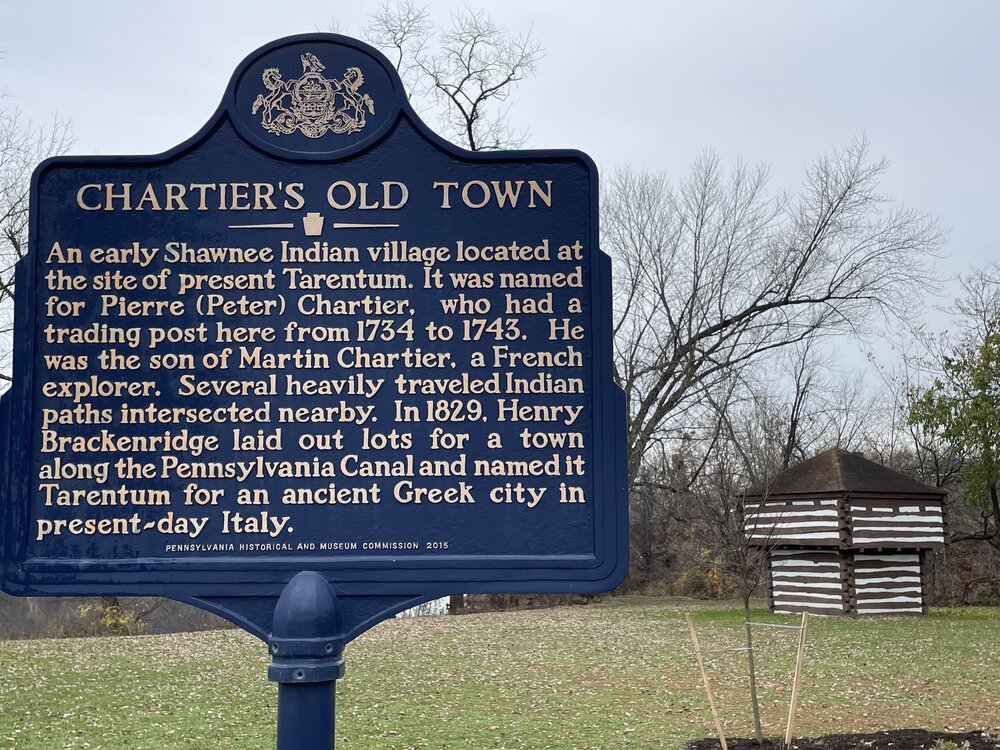 CHARTIER'S OLD TOWN
An early Shawnee Indian village located at
the site of present Tarentum. It was named
for Pierre (Peter) Chartier, who had a
trading post here from 1734 to 1743. He
was the son of Martin Chartier, a French
explorer. Several heavily traveled Indian
paths intersected nearby. In 1829, Henry
Brackenridge laid out lots for a town
along the Pennsylvania Canal and named it
Tarentum for an ancient Greek city in
present-day Italy.
PENNSYLVANIA HISTORICAL AND MUSEUM COMMISSION 2015